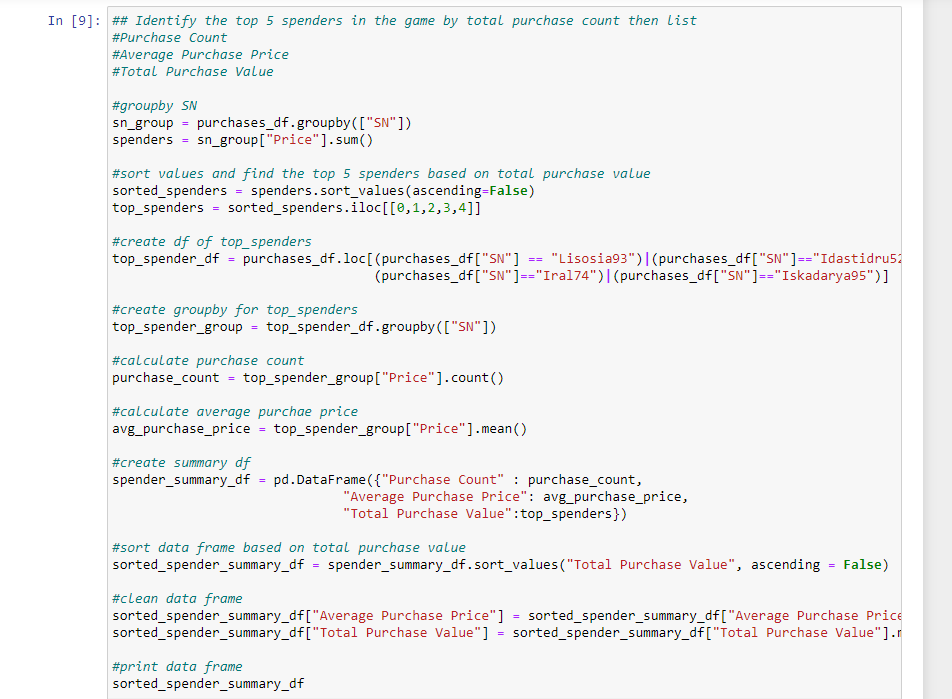 In [9]: ## Identify the top 5 spenders in the game by total purchase count then list
#Purchase Count
#Average Purchase Price
#Total Purchase Value
#groupby SN
sn_group = purchases_df.groupby(["SN"])
spenders = sn_group["Price"].sum()
#sort values and find the top 5 spenders based on total purchase value
sorted_spenders = spenders.sort_values(ascending=False)
top_spenders = sorted_spenders.iloc[[0,1,2,3,4]]
#create df of top_spenders
top_spender_df = purchases_df.loc[(purchases_df["SN"] == "Lisosia93")|(purchases_df["SN"]=="Idastidru52
(purchases_df["SN"]=="Iral74")|(purchases_df["SN"]=="Iskadarya95")]
#create groupby for top_spenders
top_spender_group = top_spender_df.groupby(["SN"])
#calculate purchase count
purchase_count = top_spender_group["Price"].count()
#calculate average purchae price
avg_purchase_price = top_spender_group["Price"].mean()
#create summary df
spender_summary_df = pd.DataFrame({"Purchase Count" : purchase_count,
"Average Purchase Price": avg_purchase_price,
"Total Purchase Value":top_spenders})
#sort data frame based on total purchase value
sorted_spender_summary_df = spender_summary_df.sort_values("Total Purchase Value", ascending = False)
#clean data frame
sorted_spender_summary_df["Average Purchase Price"] = sorted_spender_summary_df["Average Purchase Price
sorted_spender_summary_df["Total Purchase Value"] = sorted_spender_summary_df["Total Purchase Value"].
#print data frame
sorted_spender_summary_df